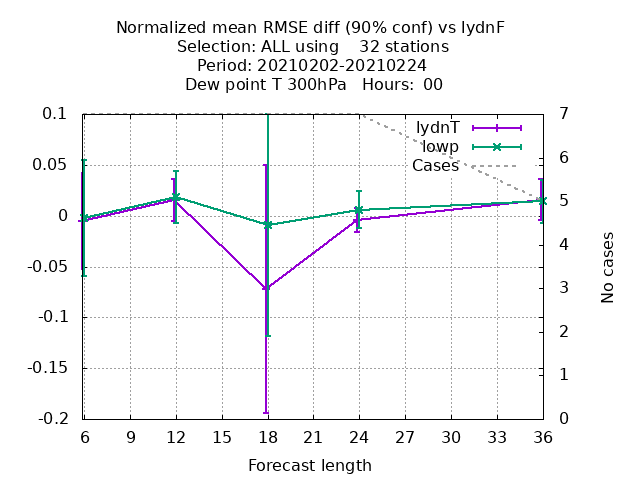 Normalized mean RMSE diff (90% conf) vs IydnF
Selection: ALL using    32 stations
Period: 20210202-20210224
Dew point T 300hPa   Hours:  00
0.1
0.05
0
-0.05
-0.1
-0.15
-0.2
7
6
5
4
3
2
1
0
IydnT
Iowp
Cases
No cases
6 9 12 15 18 21 24 27 30 33 36
Forecast length